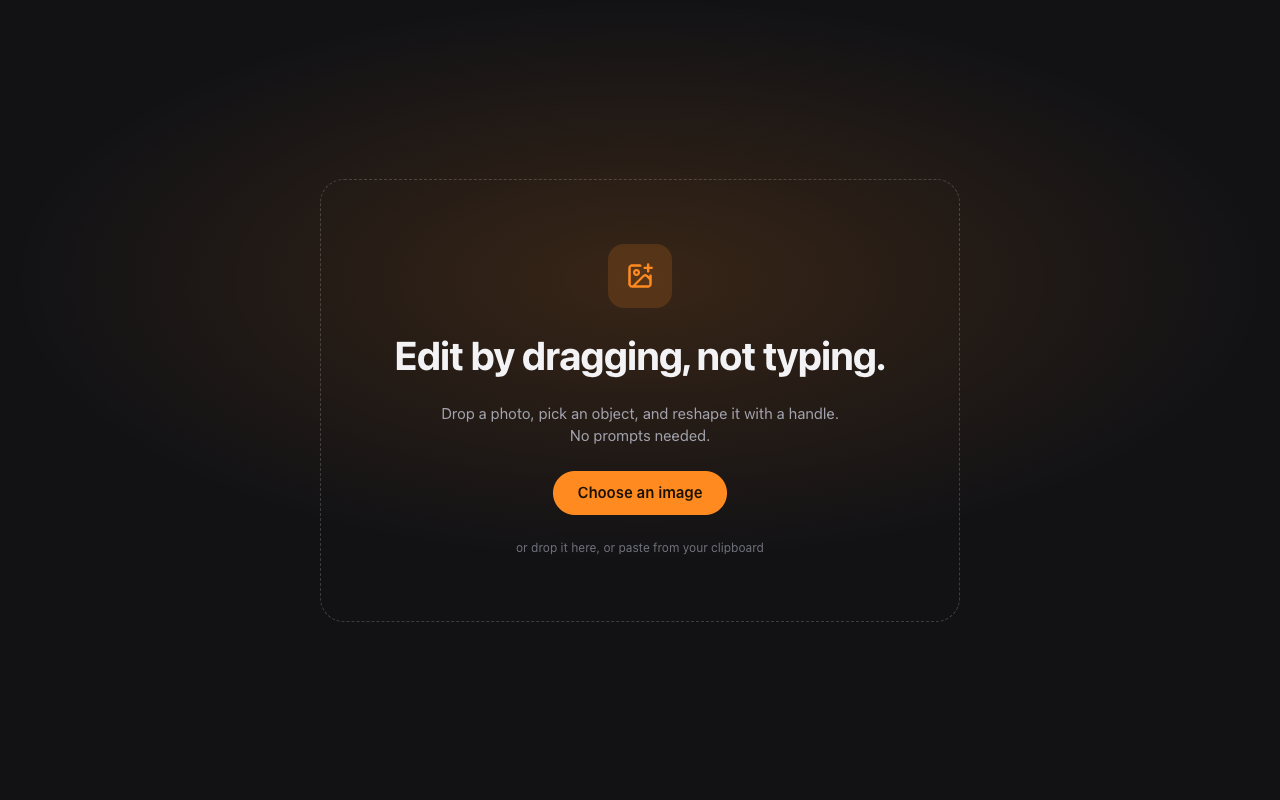 Edit by dragging, not typing.
Drop a photo, pick an object, and reshape it with a handle.
No prompts needed.
Choose an image
or drop it here, or paste from your clipboard